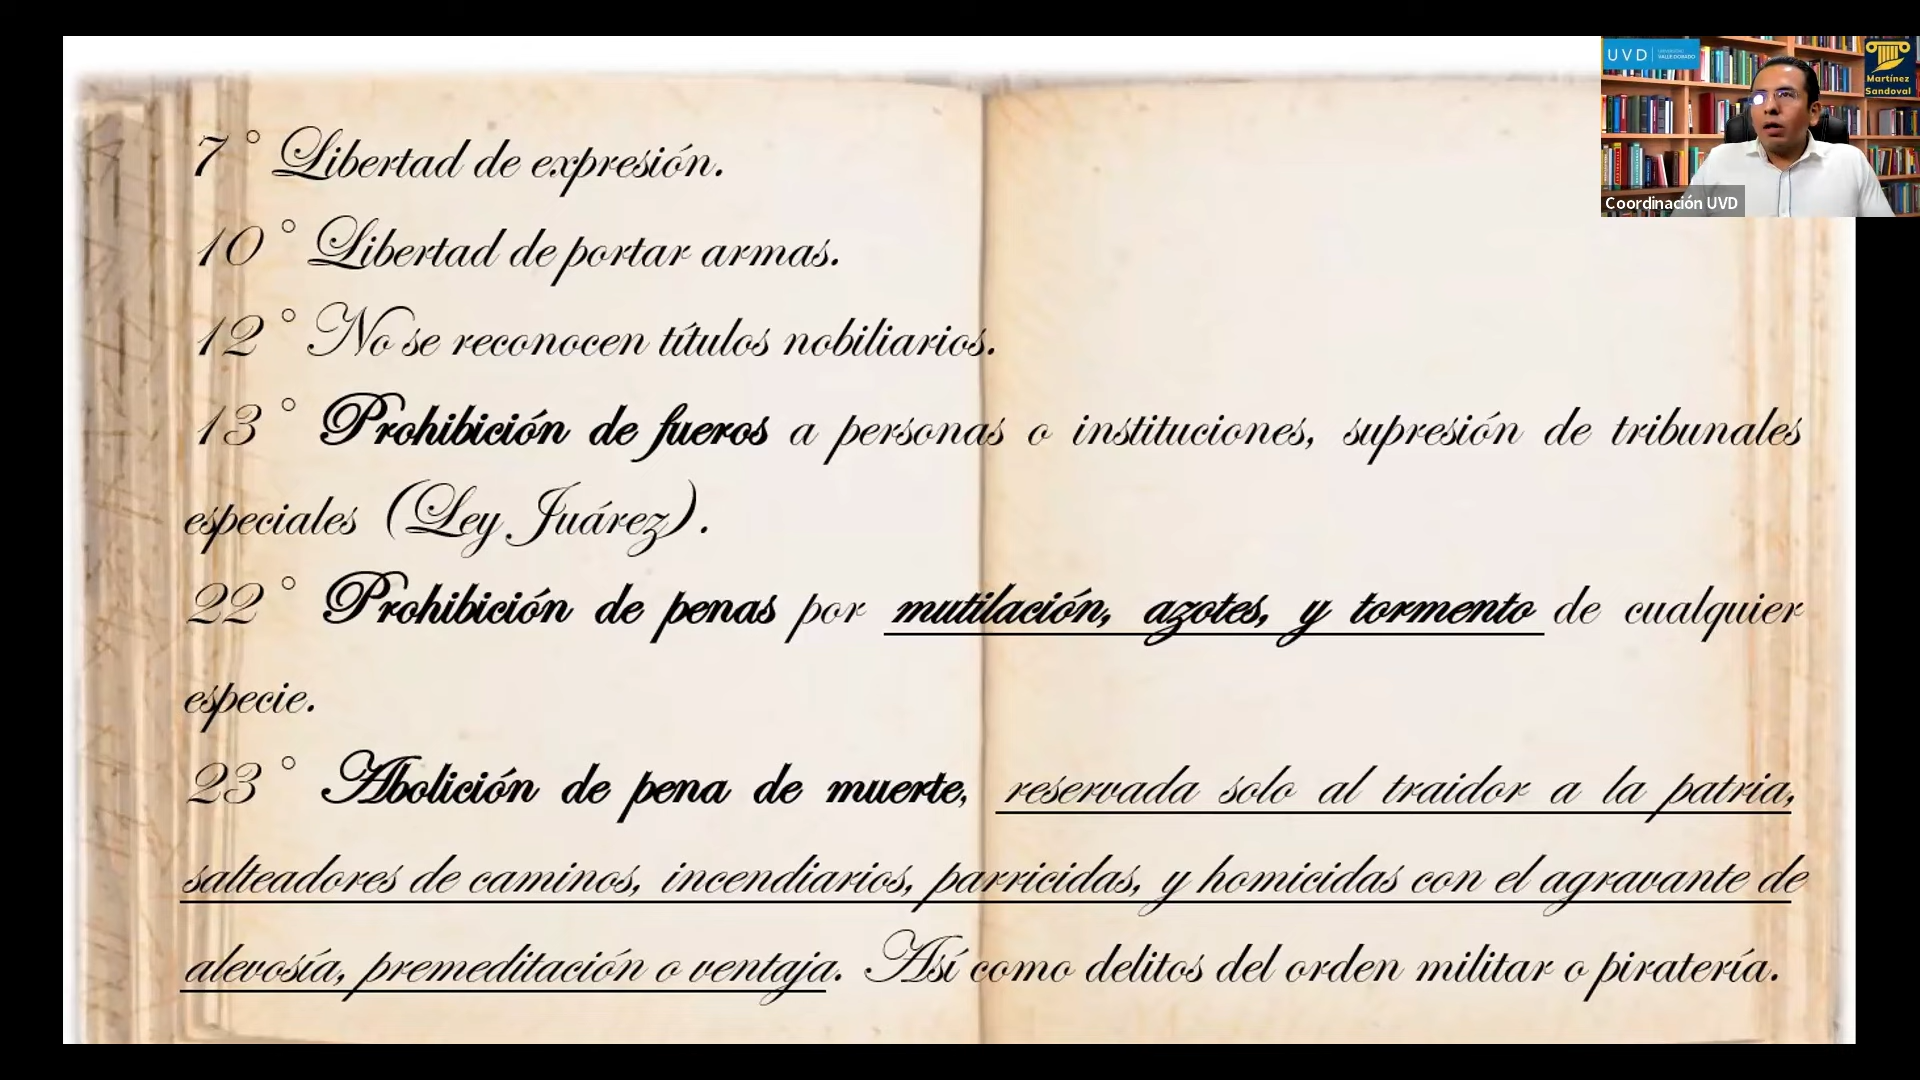 7° Libertad de expresión.
10° Libertad de portar armas.
12° No se reconocen títulos nobiliarios.
13° Prohibición de fueros a personas o instituciones, supresión de tribunales
especiales (Ley Juárez).
22° Prohibición de penas por mutilación, azotes, y tormento de cualquier
especie.
23° Abolición de pena de muerte, reservada solo al traidor a la patria,
salteadores de caminos, incendiarios, parricidas, y homicidas con el agravante de
alevosía, premeditación o ventaja. Así como delitos del orden militar o piratería.
UVD
UNIVERSIDAD
VALLE DORADO
Martínez
Sandoval
Coordinación UVD